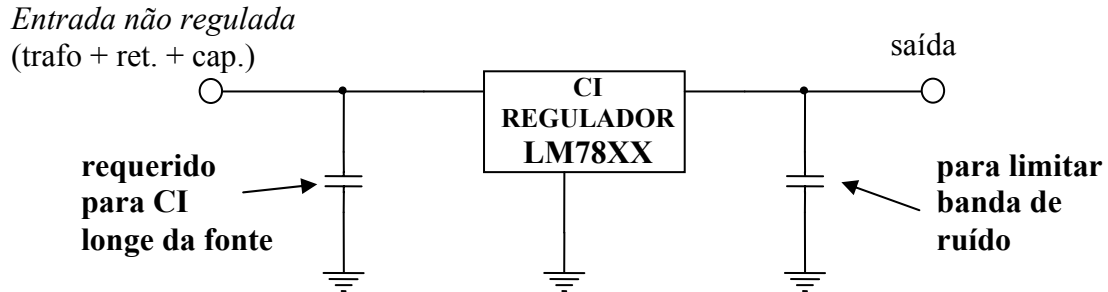 Entrada não regulada
(trafo + ret. + cap.)
saída
CI
REGULADOR
LM78XX
requerido
para CI
longe da fonte
para limitar
banda de
ruído